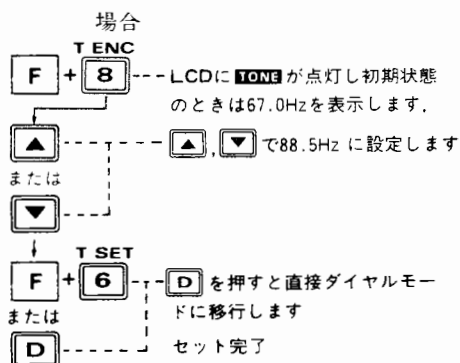 場合
T ENC
F + 8 --- LCDに TONE が点灯し初期状態
のときは67.0Hzを表示します.
▲ ▲, ▼ で88.5Hz に設定します
または
▼
T SET
F + 6 D を押すと直接ダイヤルモー
または ドに移行します
D セット完了